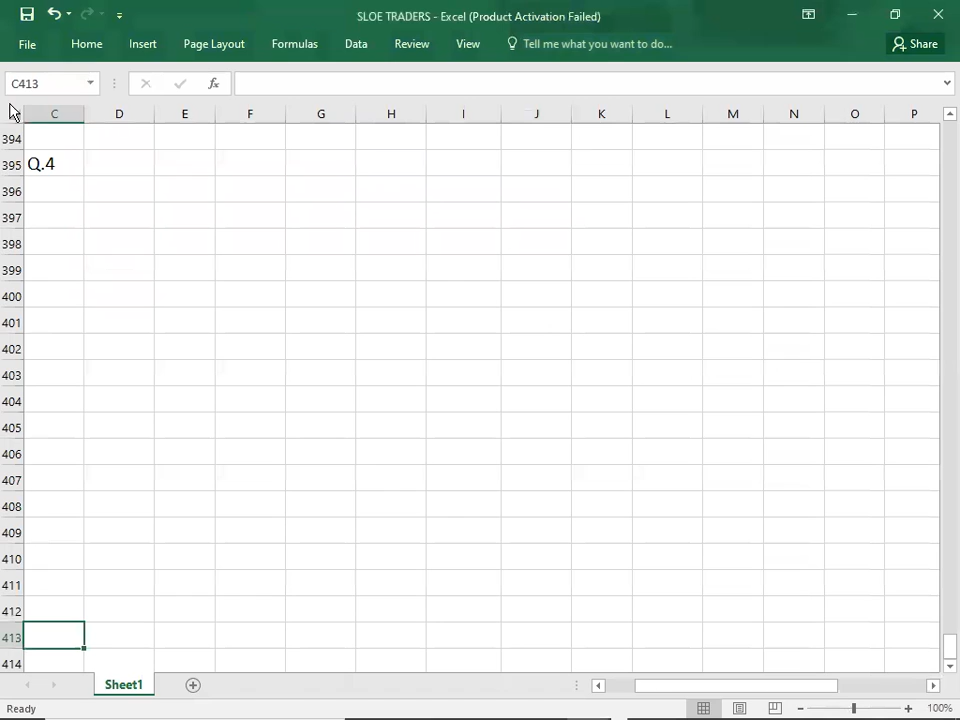 SLOE TRADERS - Excel (Product Activation Failed)
File Home Insert Page Layout Formulas Data Review View Tell me what you want to do... Share
C413 fx
C D E F G H I J K L M N O P
394
395 Q.4
396
397
398
399
400
401
402
403
404
405
406
407
408
409
410
411
412
413
414
Sheet1
Ready 100%